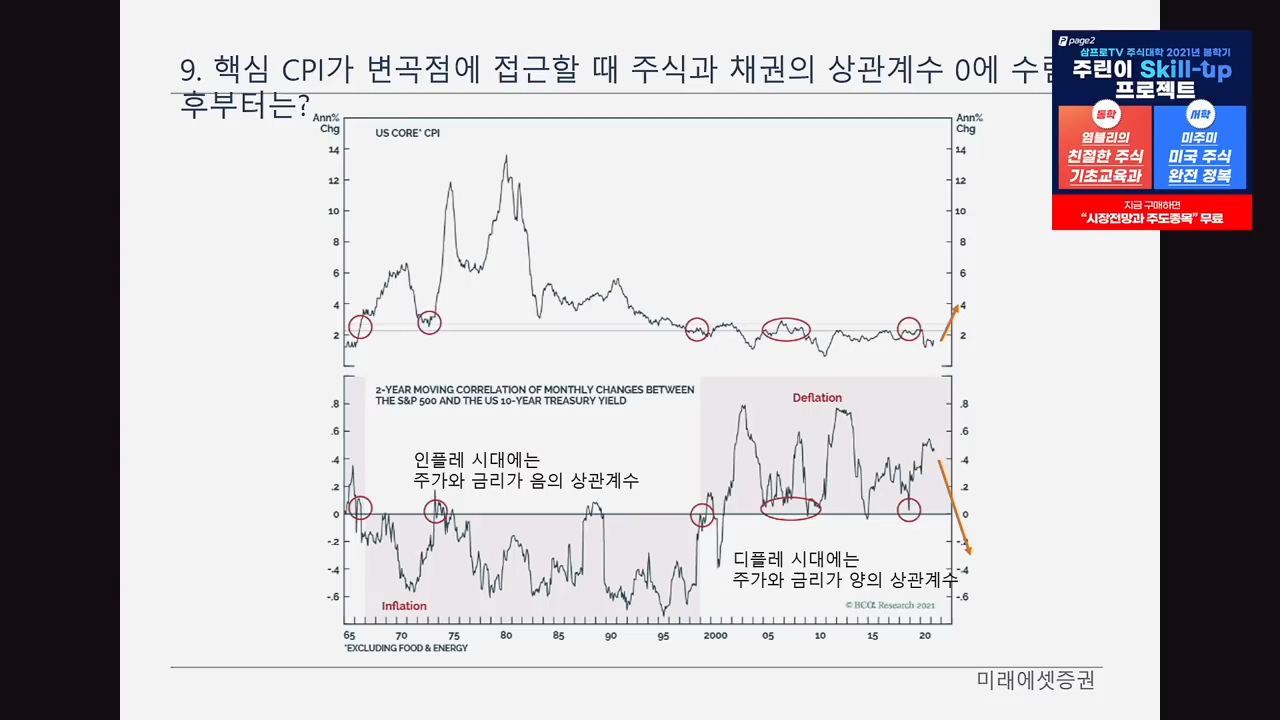 9. 핵심 CPI가 변곡점에 접근할 때 주식과 채권의 상관계수 0에
후부터는?
page2
삼프로TV 주식대학 2021년 봄학기
주린이 Skill-up
프로젝트
동학
염블리의
친절한 주식
기초교육과
서학
미주미
미국 주식
완전 정복
지금 구매하면
"시장전망과 주도종목" 무료
Ann%
Chg
US CORE* CPI
Ann%
Chg
14 14
12 12
10 10
8 8
6 6
4 4
2 2
2-YEAR MOVING CORRELATION OF MONTHLY CHANGES BETWEEN
THE S&P 500 AND THE US 10-YEAR TREASURY YIELD
Deflation
.8 .8
.6 .6
.4 .4
.2 .2
0 0
-.2 -.2
-.4 -.4
-.6 -.6
인플레 시대에는
주가와 금리가 음의 상관계수
디플레 시대에는
주가와 금리가 양의 상관계수
Inflation
© BCA Research 2021
65 70 75 80 85 90 95 2000 05 10 15 20
*EXCLUDING FOOD & ENERGY
미래에셋증권